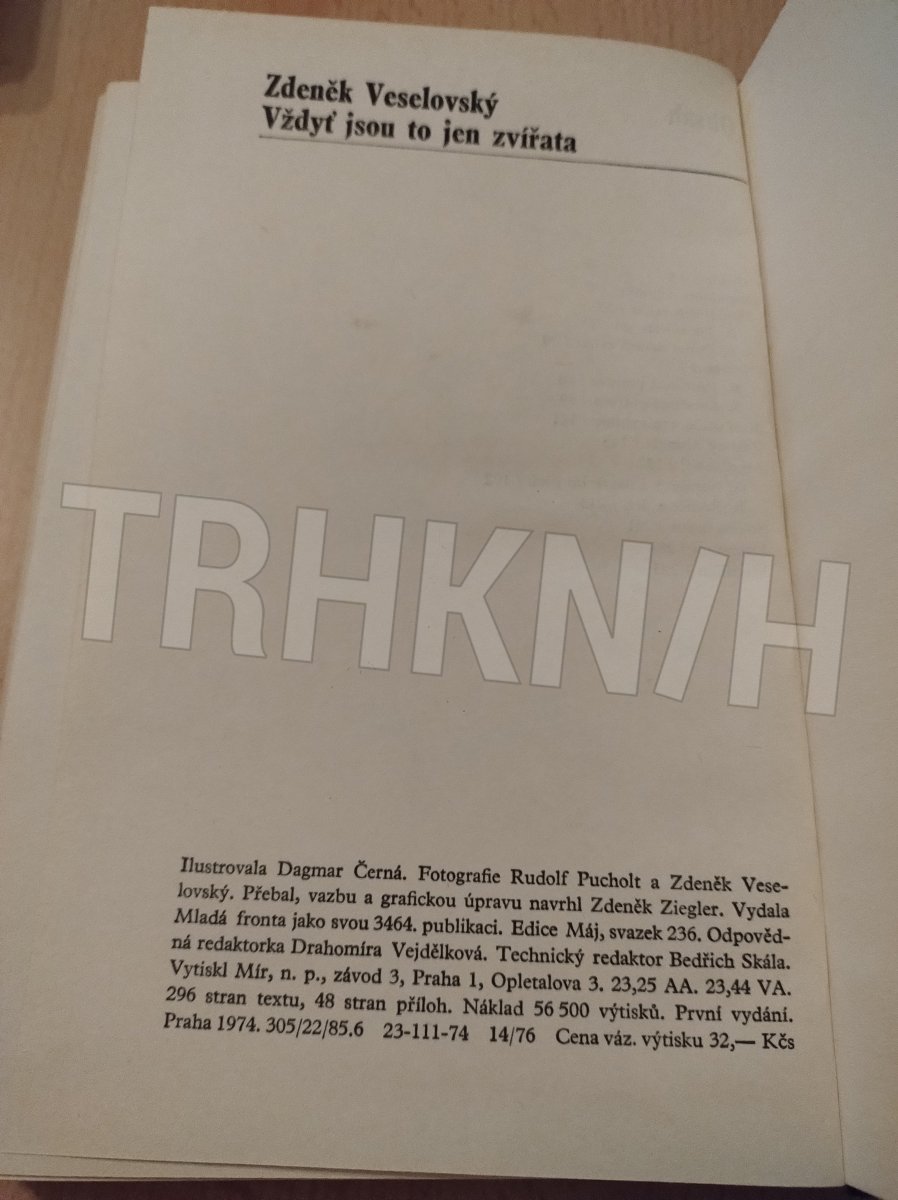 Zdeněk Veselovský
Vždyť jsou to jen zvířata
TRHKN/H
Ilustrovala Dagmar Černá. Fotografie Rudolf Pucholt a Zdeněk Vese-
lovský. Přebal, vazbu a grafickou úpravu navrhl Zdeněk Ziegler. Vydala
Mladá fronta jako svou 3464. publikaci. Edice Máj, svazek 236. Odpověd-
ná redaktorka Drahomíra Vejdělková. Technický redaktor Bedřich Skála.
Vytiskl Mír, n. p., závod 3, Praha 1, Opletalova 3. 23,25 AA. 23,44 VA.
296 stran textu, 48 stran příloh. Náklad 56 500 výtisků. První vydání.
Praha 1974. 305/22/85.6 23-111-74 14/76 Cena váz. výtisku 32,— Kčs